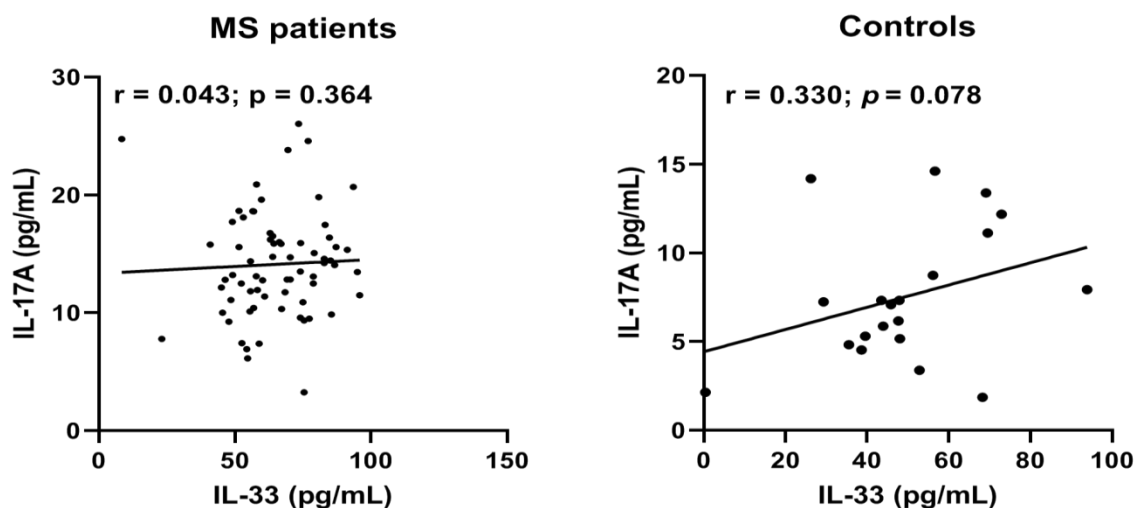 MS patients
r = 0.043; p = 0.364
30
20
10
0
IL-17A (pg/mL)
0 50 100 150
IL-33 (pg/mL)
Controls
r = 0.330; p = 0.078
20
15
10
5
0
IL-17A (pg/mL)
0 20 40 60 80 100
IL-33 (pg/mL)